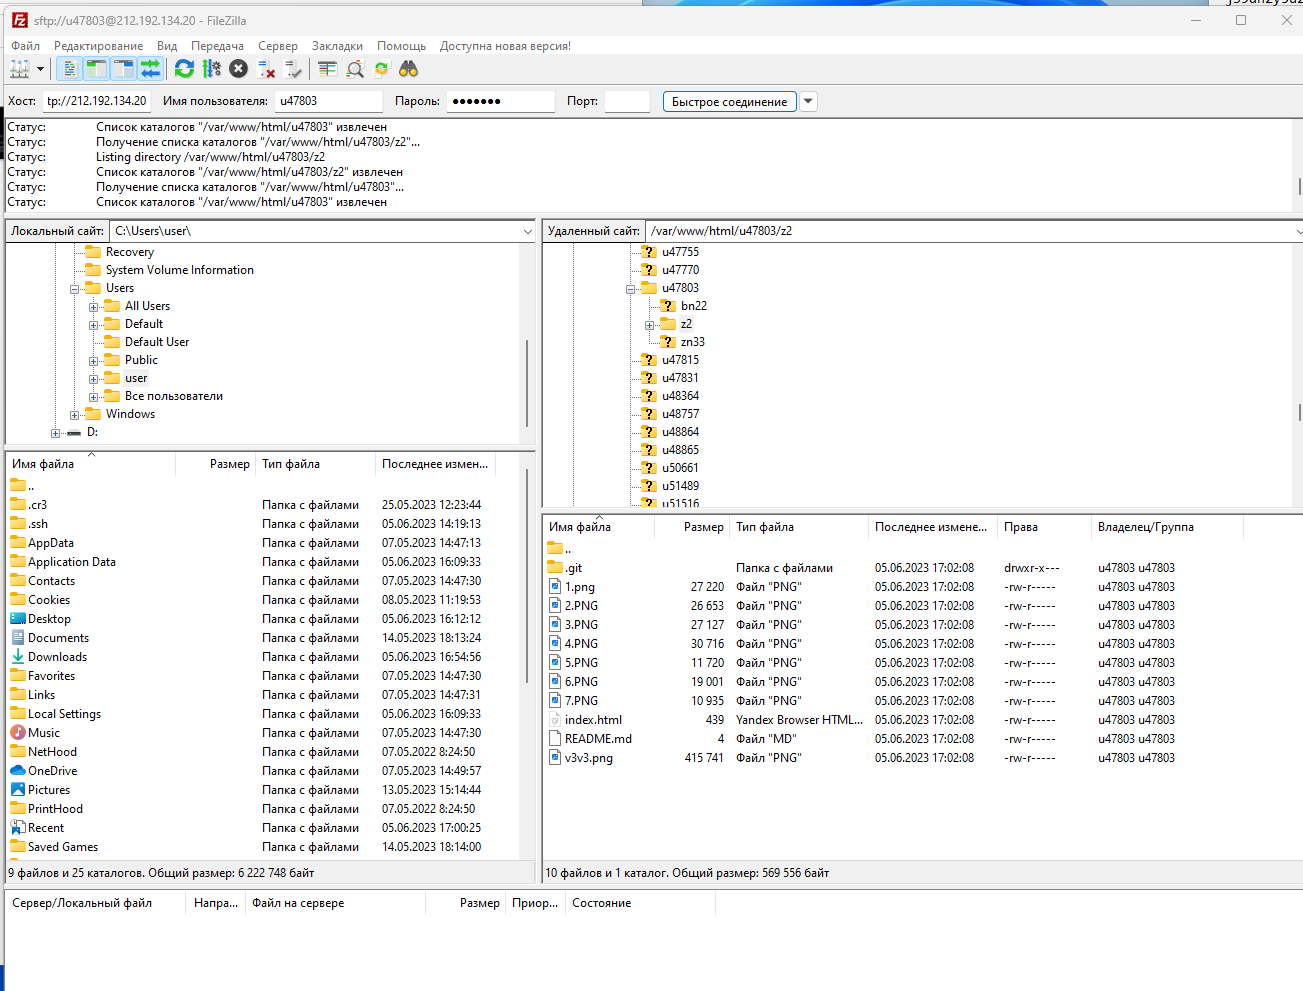 sftp://u47803@212.192.134.20 - FileZilla
Файл Редактирование Вид Передача Сервер Закладки Помощь Доступна новая версия!
Хост: tp://212.192.134.20 Имя пользователя: u47803 Пароль: ●●●●●●● Порт: Быстрое соединение
Статус: Список каталогов "/var/www/html/u47803" извлечен
Статус: Получение списка каталогов "/var/www/html/u47803/z2"...
Статус: Listing directory /var/www/html/u47803/z2
Статус: Список каталогов "/var/www/html/u47803/z2" извлечен
Статус: Получение списка каталогов "/var/www/html/u47803"...
Статус: Список каталогов "/var/www/html/u47803" извлечен
Локальный сайт: C:\Users\user\
Recovery
System Volume Information
Users
All Users
Default
Default User
Public
user
Все пользователи
Windows
D:
Имя файла Размер Тип файла Последнее измен...
..
.cr3 Папка с файлами 25.05.2023 12:23:44
.ssh Папка с файлами 05.06.2023 14:19:13
AppData Папка с файлами 07.05.2023 14:47:13
Application Data Папка с файлами 05.06.2023 16:09:33
Contacts Папка с файлами 07.05.2023 14:47:30
Cookies Папка с файлами 08.05.2023 11:19:53
Desktop Папка с файлами 05.06.2023 16:12:12
Documents Папка с файлами 14.05.2023 18:13:24
Downloads Папка с файлами 05.06.2023 16:54:56
Favorites Папка с файлами 07.05.2023 14:47:30
Links Папка с файлами 07.05.2023 14:47:31
Local Settings Папка с файлами 05.06.2023 16:09:33
Music Папка с файлами 07.05.2023 14:47:30
NetHood Папка с файлами 07.05.2022 8:24:50
OneDrive Папка с файлами 07.05.2023 14:49:57
Pictures Папка с файлами 13.05.2023 15:14:44
PrintHood Папка с файлами 07.05.2022 8:24:50
Recent Папка с файлами 05.06.2023 17:00:25
Saved Games Папка с файлами 14.05.2023 18:14:00
9 файлов и 25 каталогов. Общий размер: 6 222 748 байт
Удаленный сайт: /var/www/html/u47803/z2
u47755
u47770
u47803
bn22
z2
zn33
u47815
u47831
u48364
u48757
u48864
u48865
u50661
u51489
u51516
Имя файла Размер Тип файла Последнее измене... Права Владелец/Группа
..
.git Папка с файлами 05.06.2023 17:02:08 drwxr-x--- u47803 u47803
1.png 27 220 Файл "PNG" 05.06.2023 17:02:08 -rw-r----- u47803 u47803
2.PNG 26 653 Файл "PNG" 05.06.2023 17:02:08 -rw-r----- u47803 u47803
3.PNG 27 127 Файл "PNG" 05.06.2023 17:02:08 -rw-r----- u47803 u47803
4.PNG 30 716 Файл "PNG" 05.06.2023 17:02:08 -rw-r----- u47803 u47803
5.PNG 11 720 Файл "PNG" 05.06.2023 17:02:08 -rw-r----- u47803 u47803
6.PNG 19 001 Файл "PNG" 05.06.2023 17:02:08 -rw-r----- u47803 u47803
7.PNG 10 935 Файл "PNG" 05.06.2023 17:02:08 -rw-r----- u47803 u47803
index.html 439 Yandex Browser HTML... 05.06.2023 17:02:08 -rw-r----- u47803 u47803
README.md 4 Файл "MD" 05.06.2023 17:02:08 -rw-r----- u47803 u47803
v3v3.png 415 741 Файл "PNG" 05.06.2023 17:02:08 -rw-r----- u47803 u47803
10 файлов и 1 каталог. Общий размер: 569 556 байт
Сервер/Локальный файл Напра... Файл на сервере Размер Приор... Состояние